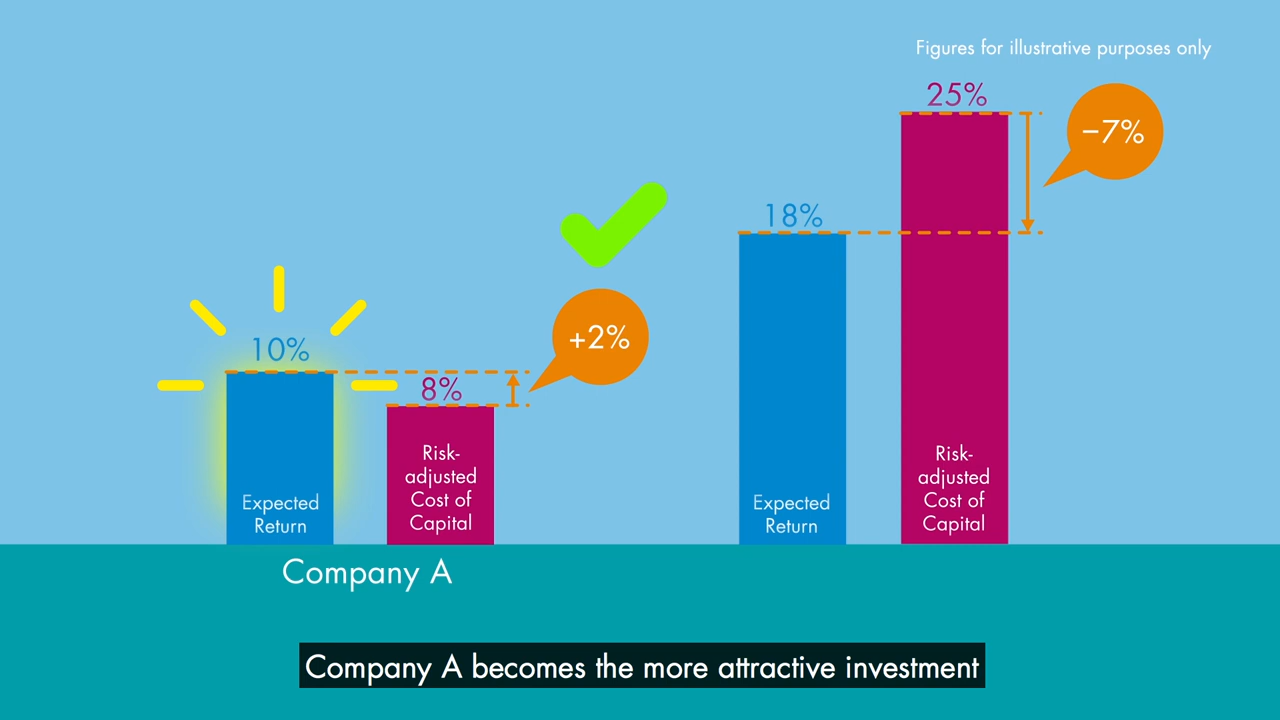 Figures for illustrative purposes only
25%
−7%
18%
+2%
10%
8%
Risk-
adjusted
Cost of
Capital
Expected
Return
Expected
Return
Risk-
adjusted
Cost of
Capital
Company A
Company A becomes the more attractive investment